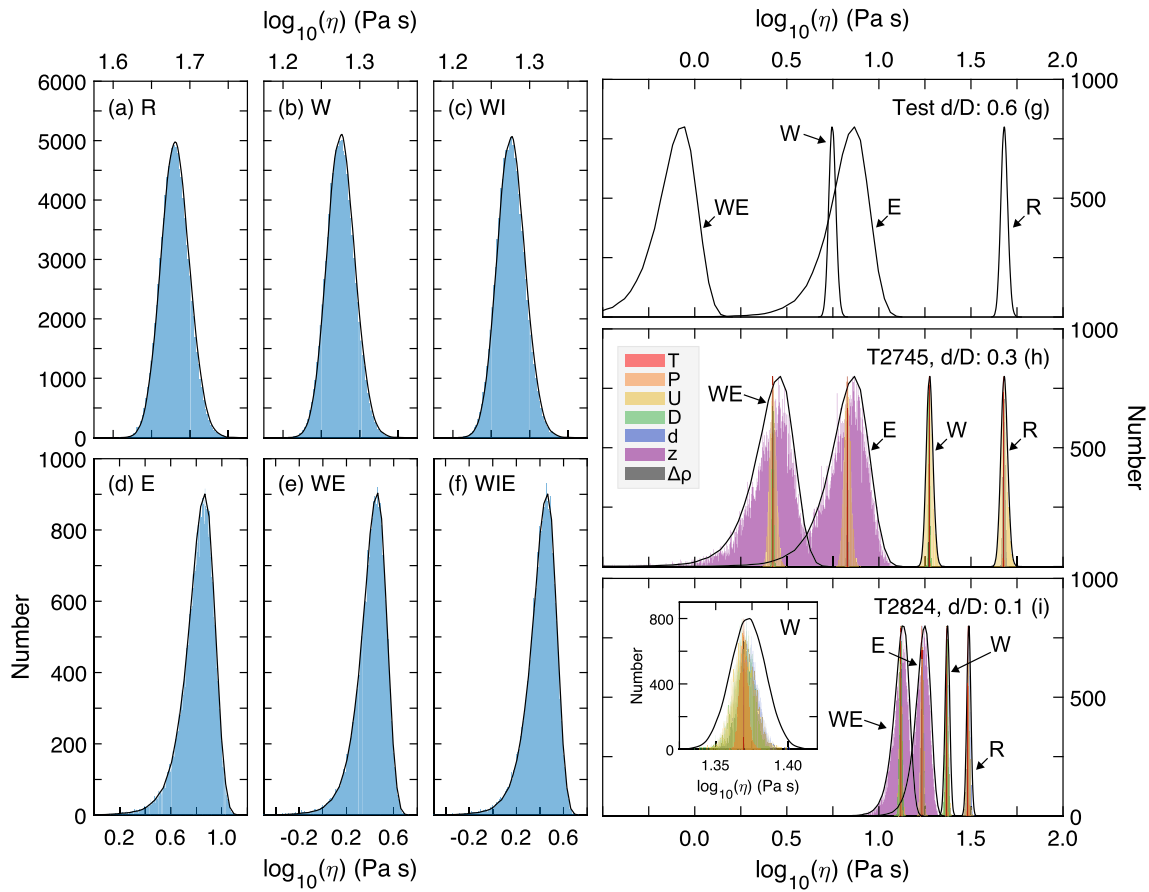 log10(η) (Pa s)
1.6 1.7 1.2 1.3 1.2 1.3
6000
5000
4000
3000
2000
1000
0
(a) R
(b) W
(c) WI
1000
800
600
400
200
0
Number
(d) E
(e) WE
(f) WIE
0.2 0.6 1.0 -0.2 0.6 -0.2 0.6
log10(η) (Pa s)
log10(η) (Pa s)
0.0 0.5 1.0 1.5 2.0
1000
500
Test d/D: 0.6 (g)
W
WE
E
R
1000
500
T2745, d/D: 0.3 (h)
T
P
U
D
d
z
Δρ
WE
E
W
R
Number
1000
500
0
T2824, d/D: 0.1 (i)
E
W
WE
R
W
800
400
0
Number
1.35 1.40
log10(η) (Pa s)
0.0 0.5 1.0 1.5 2.0
log10(η) (Pa s)